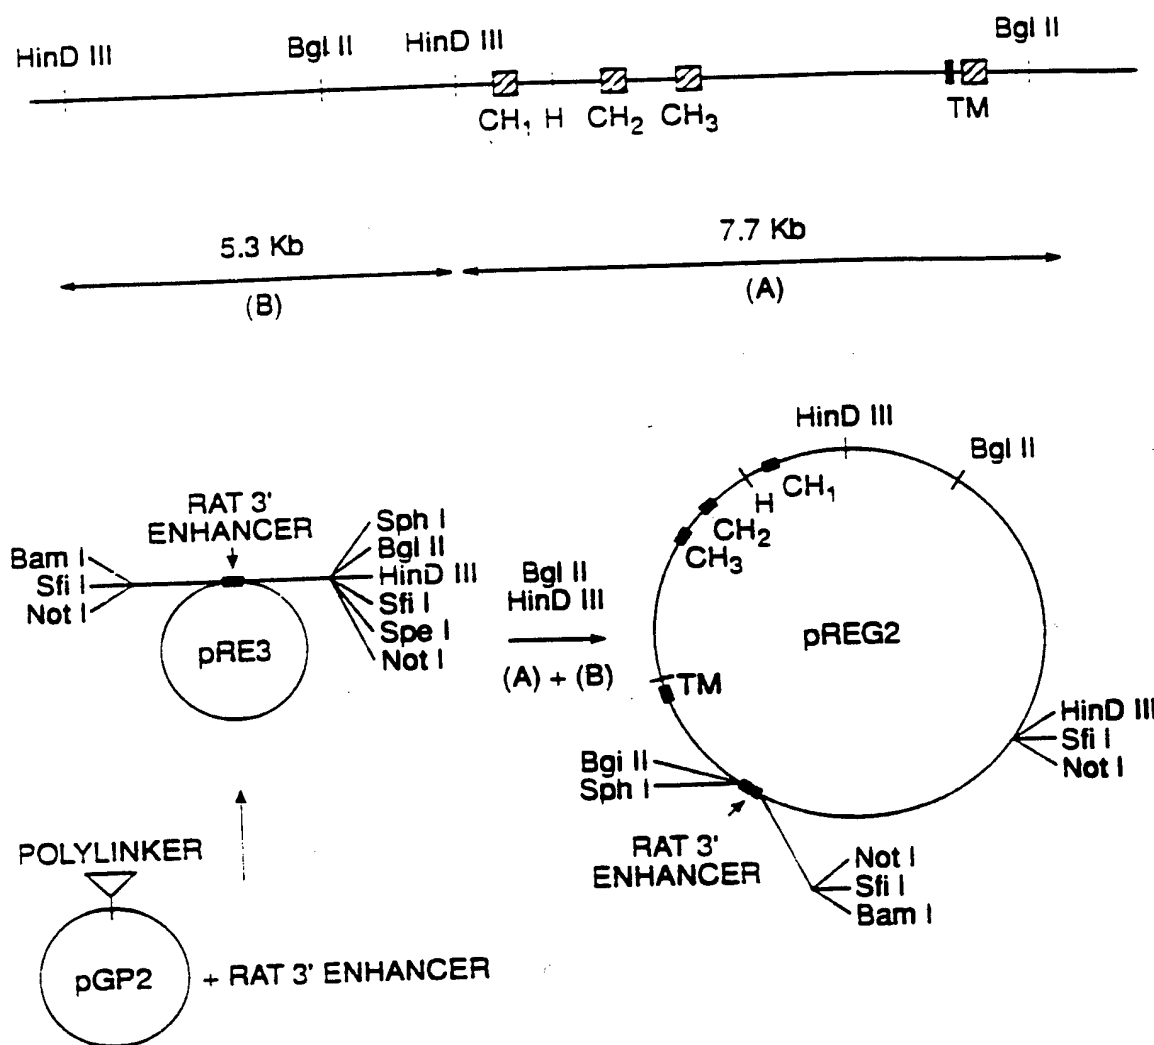 HinD III
Bgl II
HinD III
Bgl II
CH1
H
CH2
CH3
TM
5.3 Kb
7.7 Kb
(B)
(A)
RAT 3'
ENHANCER
Bam I
Sfi I
Not I
Sph I
Bgl II
HinD III
Sfi I
Spe I
Not I
pRE3
Bgl II
HinD III
(A) + (B)
HinD III
Bgl II
CH1
H
CH2
CH3
pREG2
TM
HinD III
Sfi I
Not I
Bgi II
Sph I
RAT 3'
ENHANCER
Not I
Sfi I
Bam I
POLYLINKER
pGP2
+ RAT 3' ENHANCER